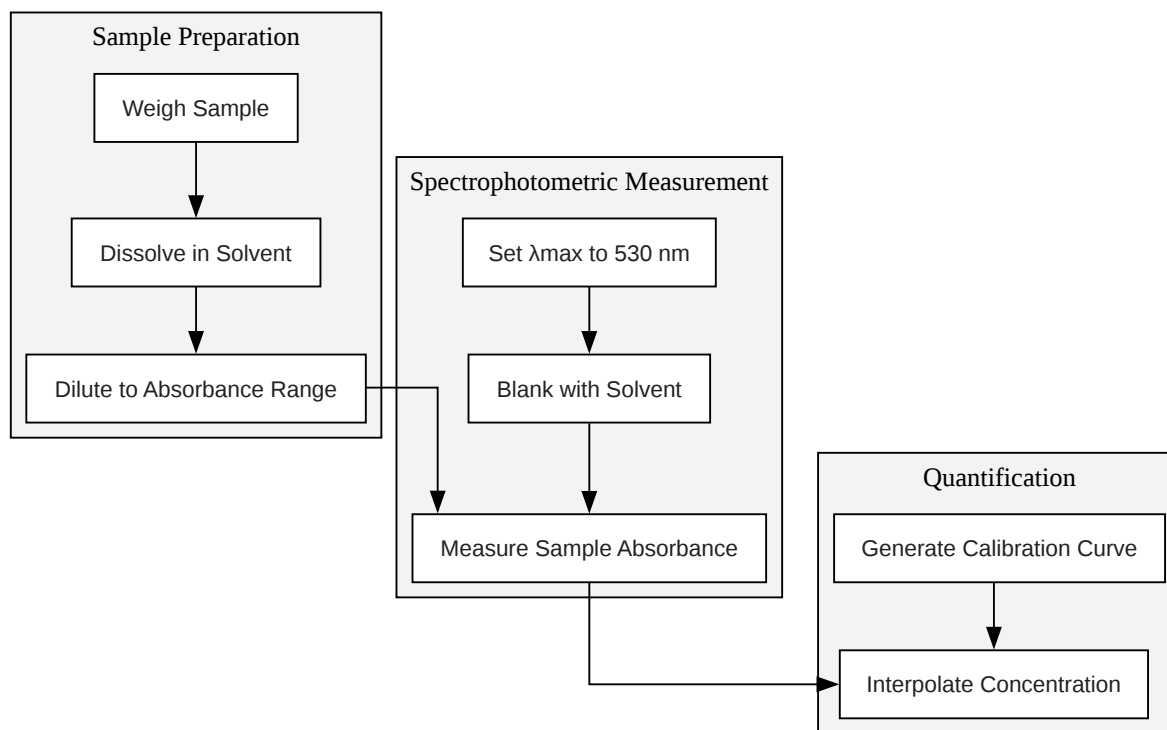 Sample Preparation
Weigh Sample
Dissolve in Solvent
Dilute to Absorbance Range
Spectrophotometric Measurement
Set λmax to 530 nm
Blank with Solvent
Measure Sample Absorbance
Quantification
Generate Calibration Curve
Interpolate Concentration